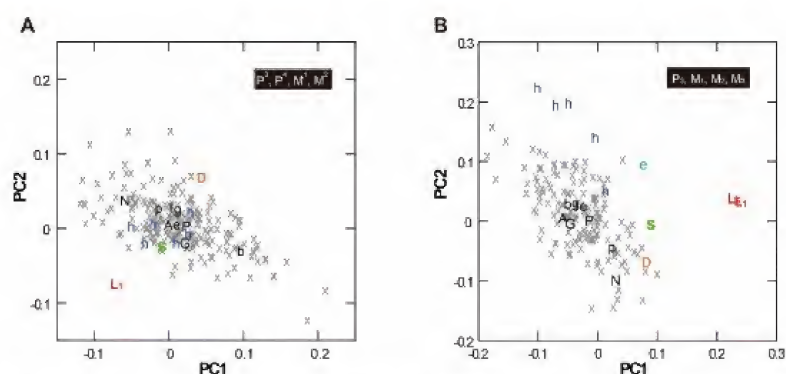 A
B
P³, P⁴, M¹, M²
P₃, M₁, M₂, M₃
PC2
0.2
0.1
0
-0.1
-0.1
0
0.1
0.2
PC1
N
p
g
h
D
A
e
P
h
h
h
G
b
S
L₁
PC2
0.3
0.2
0.1
0
-0.1
-0.2
-0.2
-0.1
0
0.1
0.2
0.3
PC1
h
h
h
h
e
h
b
g
e
A
G
P
S
L₁
P
D
N